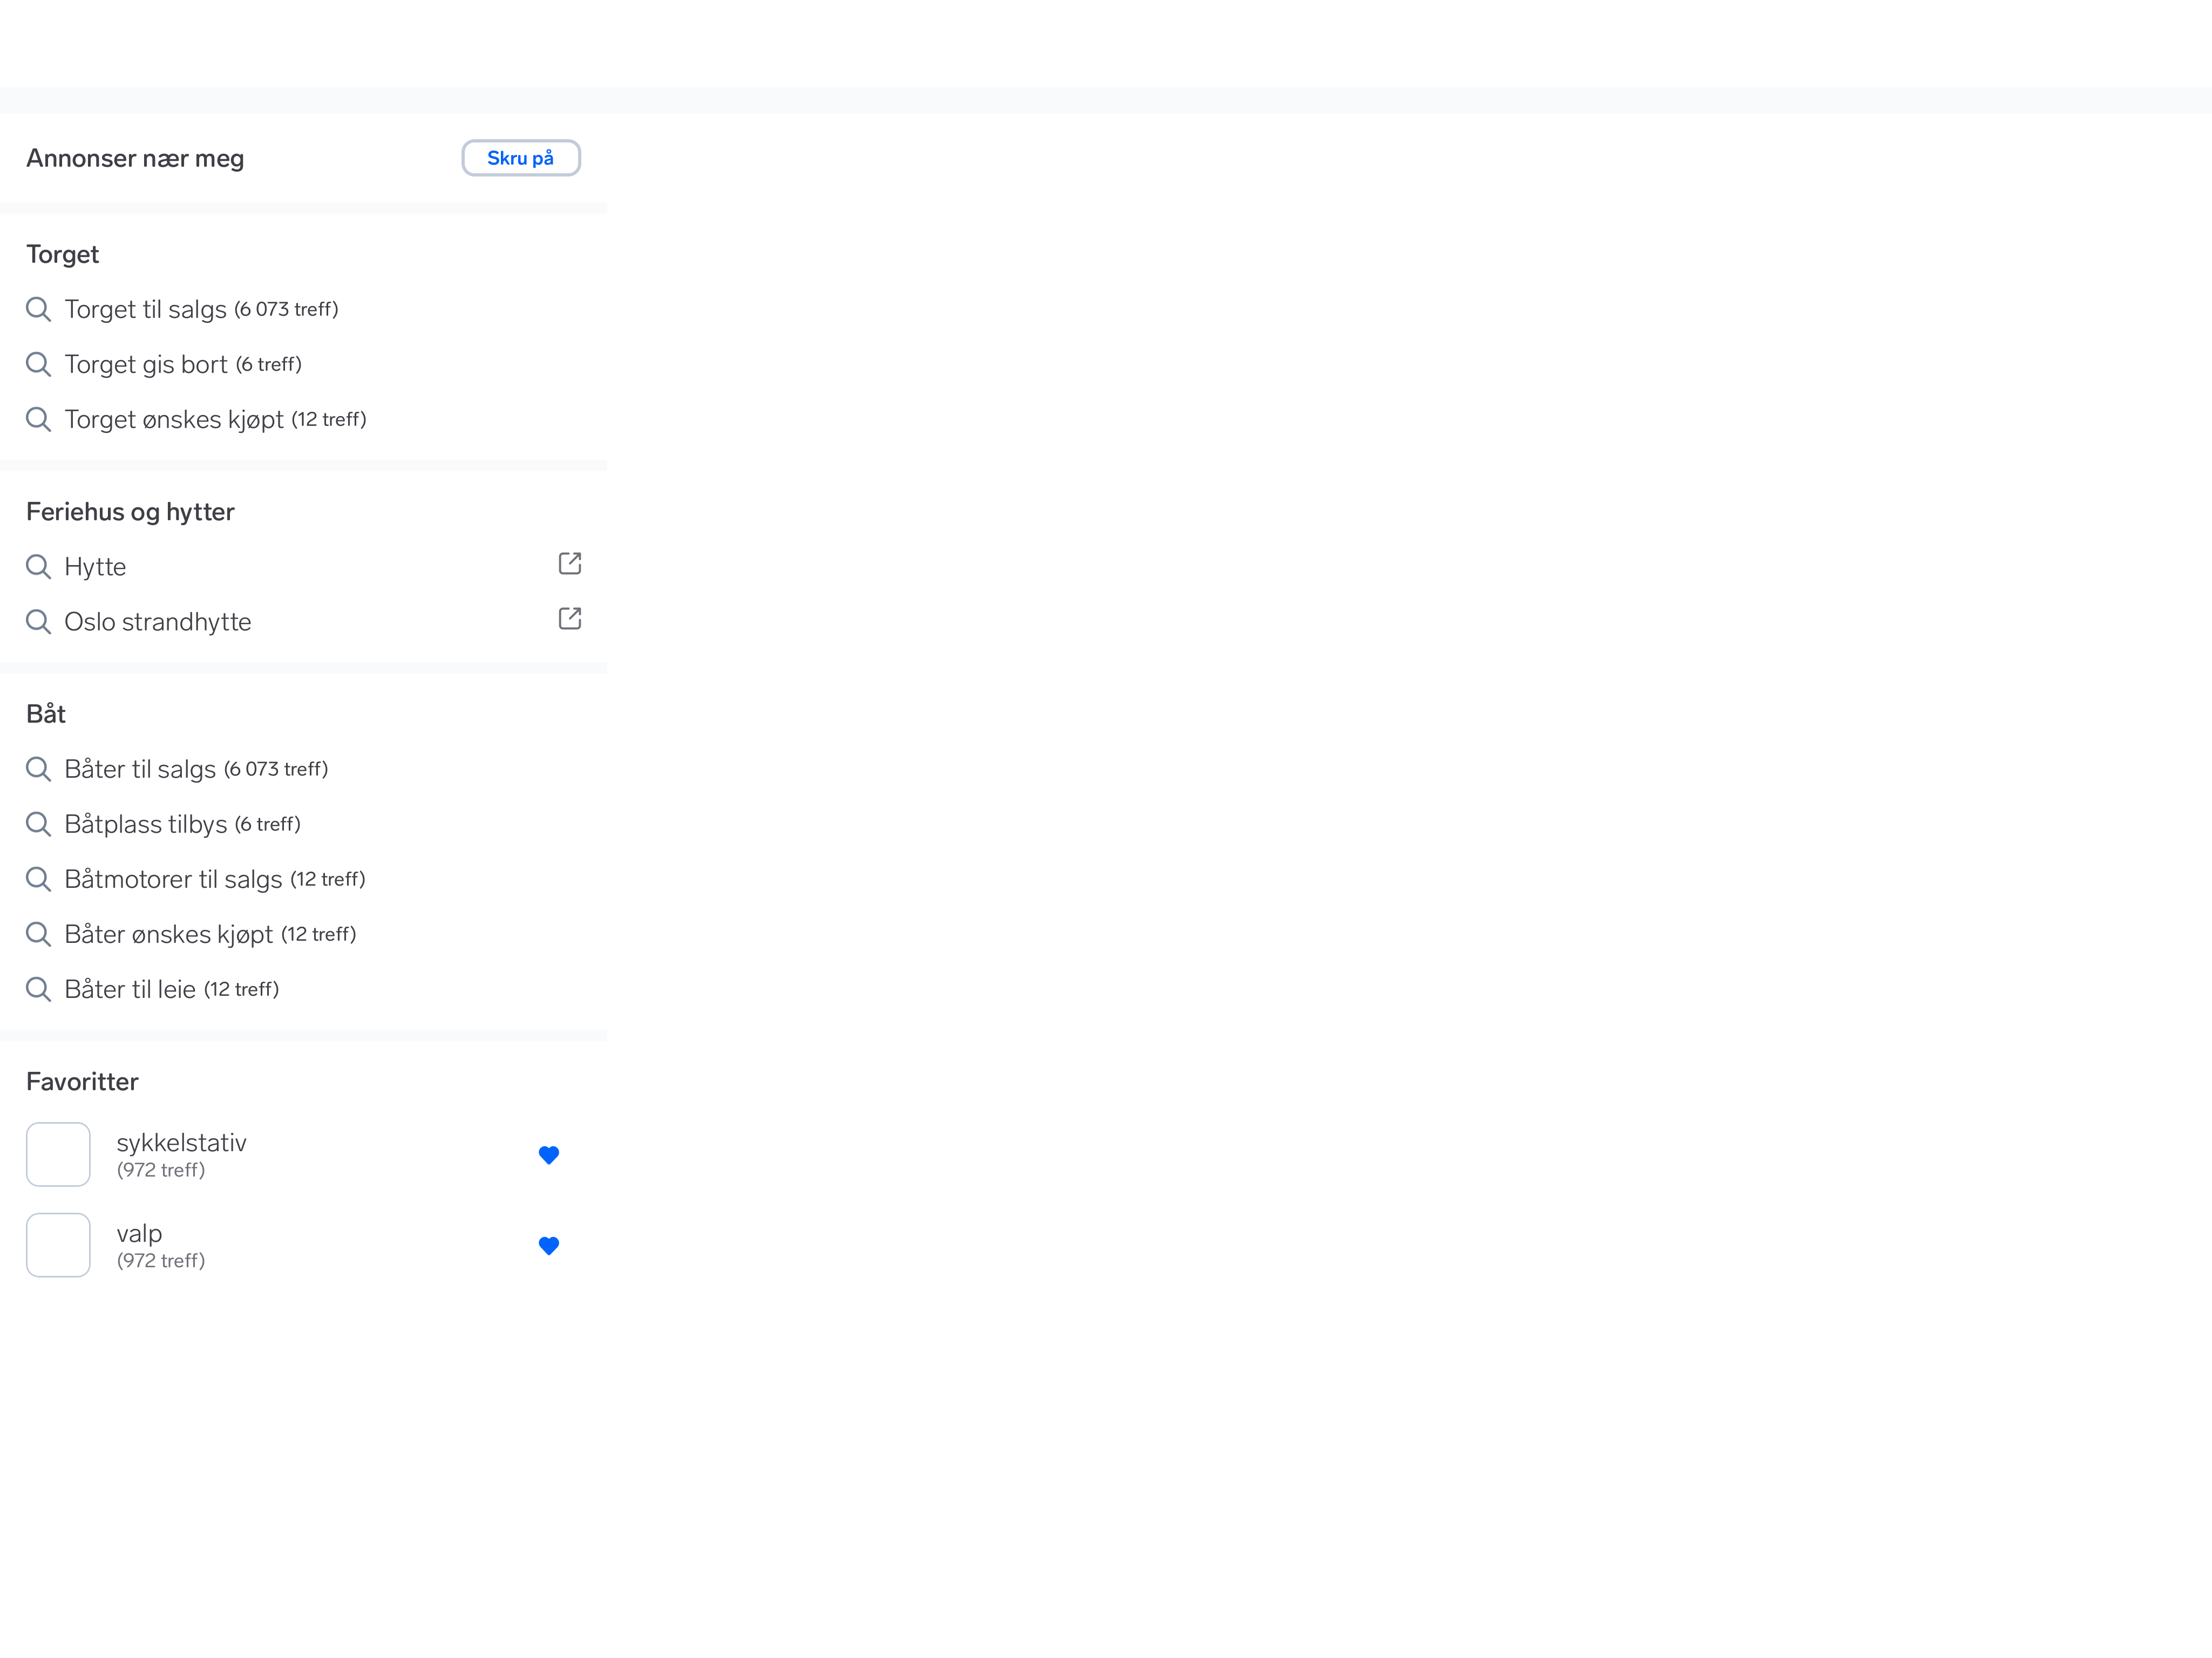 Annonser nær meg
Skru på
Torget
Torget til salgs (6 073 treff)
Torget gis bort (6 treff)
Torget ønskes kjøpt (12 treff)
Feriehus og hytter
Hytte
Oslo strandhytte
Båt
Båter til salgs (6 073 treff)
Båtplass tilbys (6 treff)
Båtmotorer til salgs (12 treff)
Båter ønskes kjøpt (12 treff)
Båter til leie (12 treff)
Favoritter
sykkelstativ
(972 treff)
valp
(972 treff)